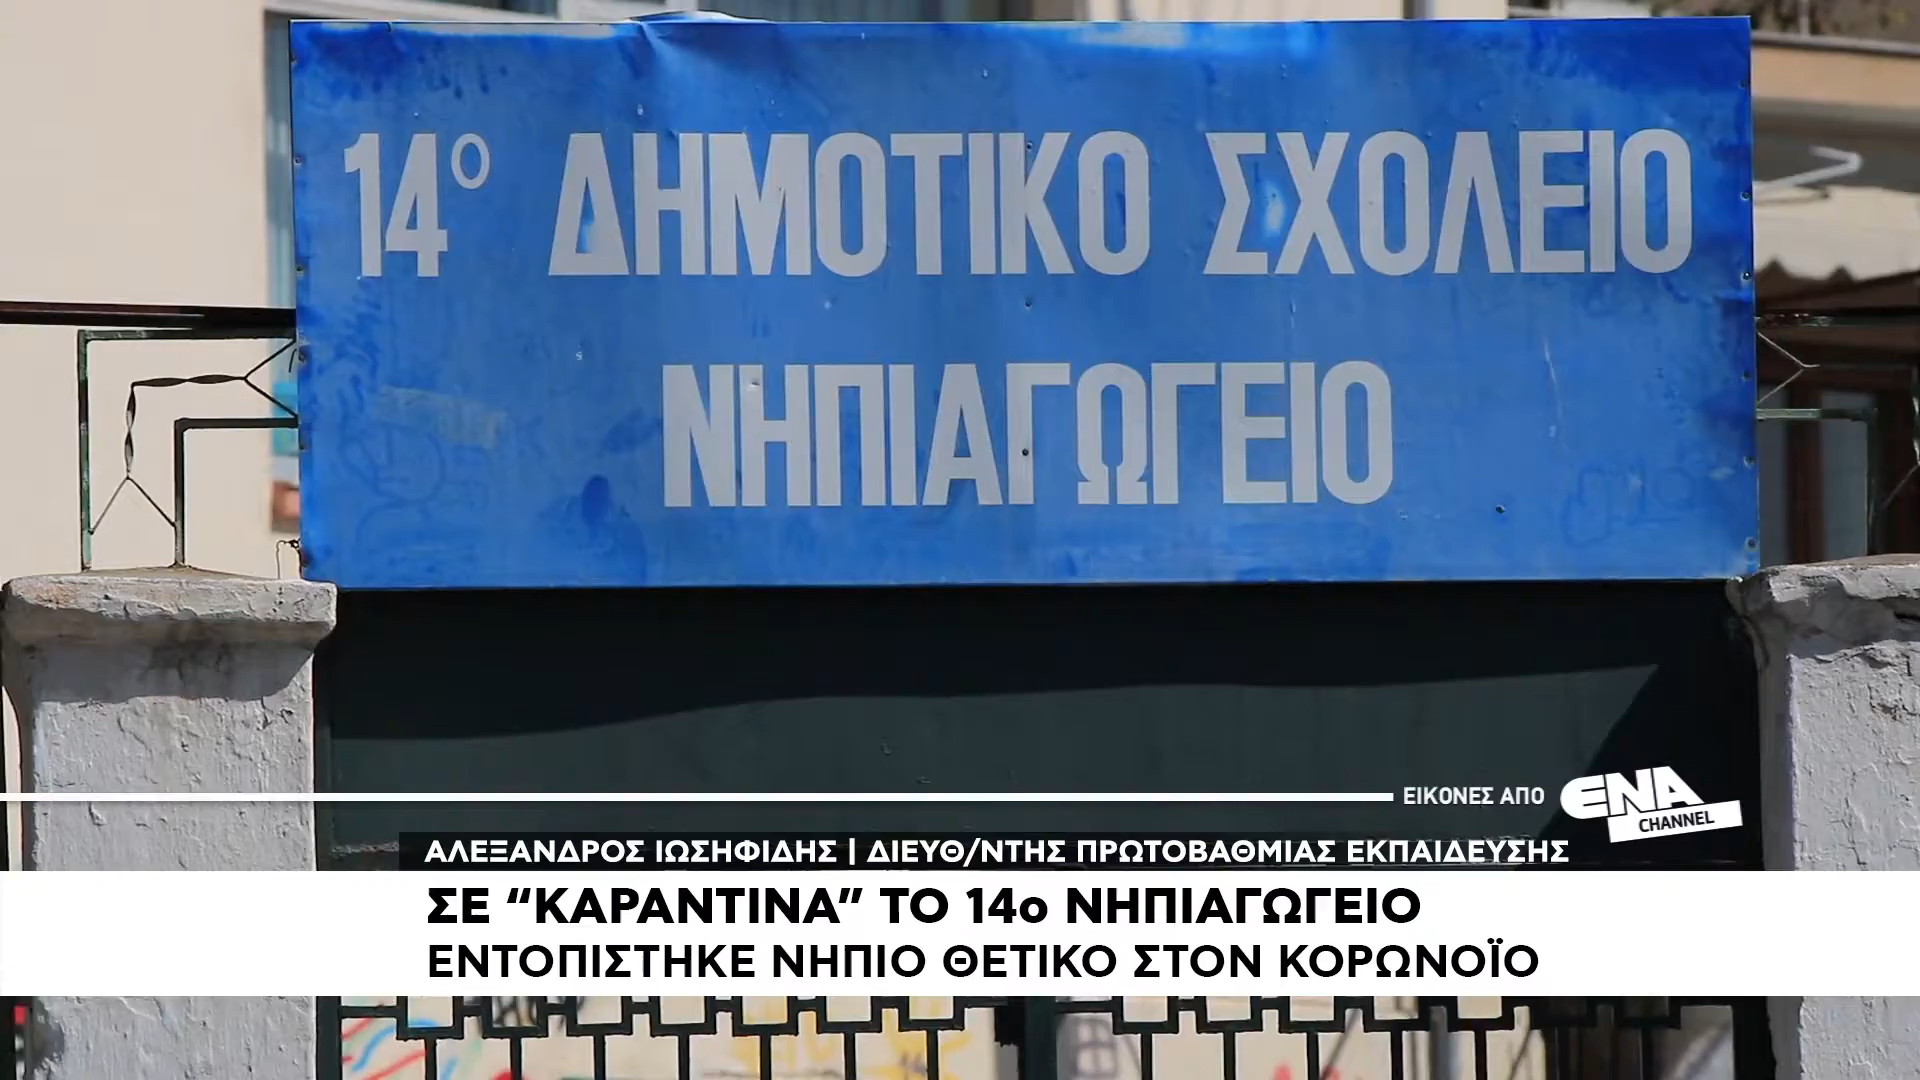 14º ΔΗΜΟΤΙΚΟ ΣΧΟΛΕΙΟ
ΝΗΠΙΑΓΩΓΕΙΟ
ΕΙΚΟΝΕΣ ΑΠΟ ENA CHANNEL
ΑΛΕΞΑΝΔΡΟΣ ΙΩΣΗΦΙΔΗΣ | ΔΙΕΥΘ/ΝΤΗΣ ΠΡΩΤΟΒΑΘΜΙΑΣ ΕΚΠΑΙΔΕΥΣΗΣ
ΣΕ “ΚΑΡΑΝΤΙΝΑ” ΤΟ 14ο ΝΗΠΙΑΓΩΓΕΙΟ
ΕΝΤΟΠΙΣΤΗΚΕ ΝΗΠΙΟ ΘΕΤΙΚΟ ΣΤΟΝ ΚΟΡΩΝΟΪΟ